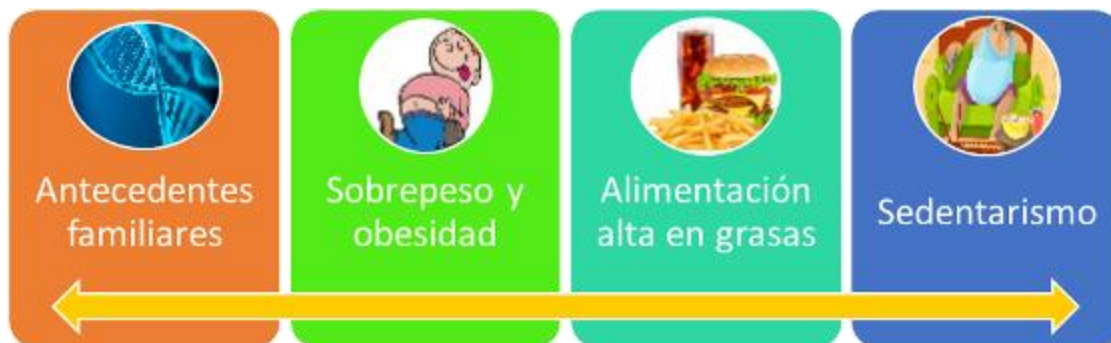 Antecedentes
familiares
Sobrepeso y
obesidad
Alimentación
alta en grasas
Sedentarismo